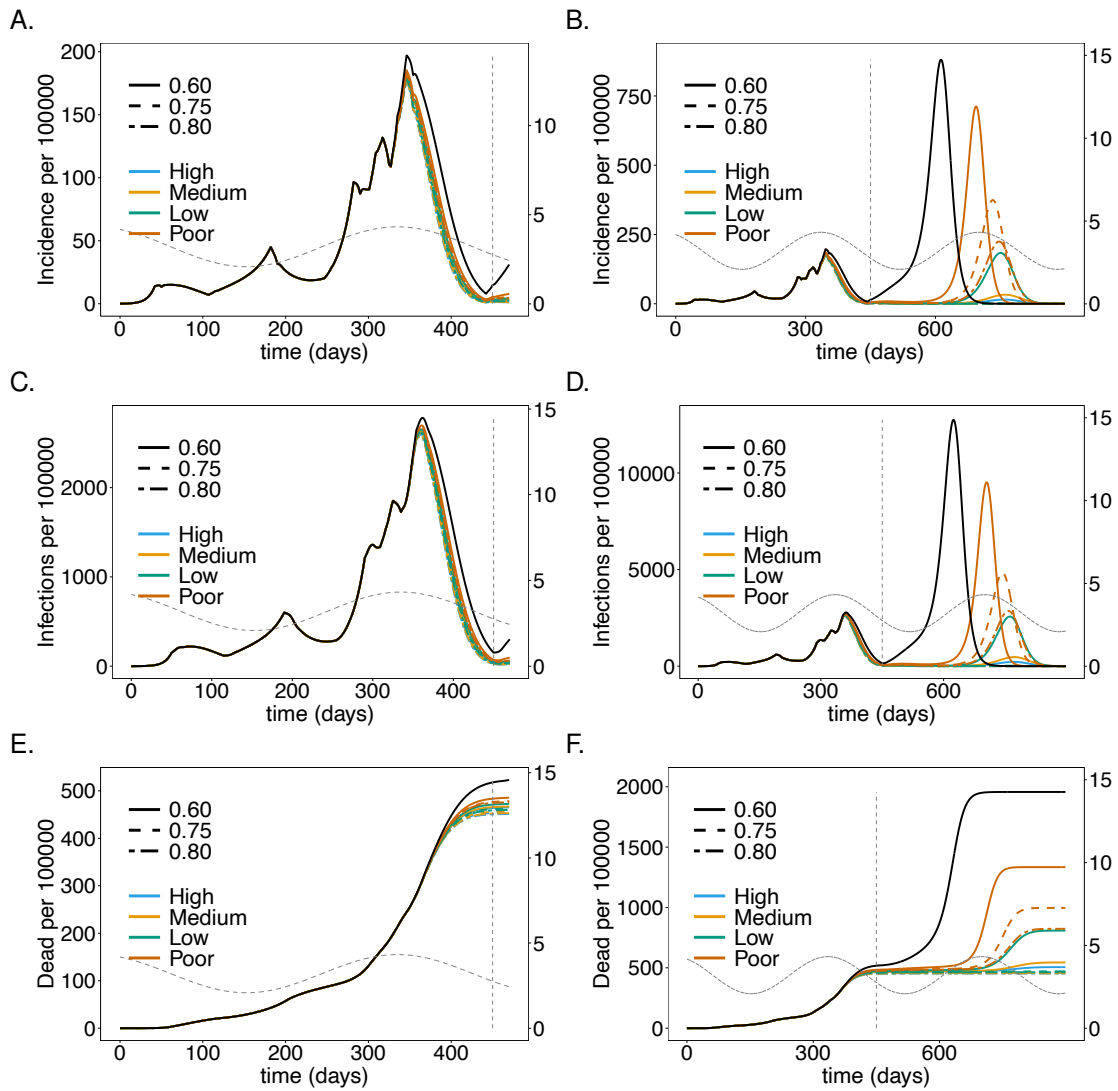 A.
200
150
100
50
0
Incidence per 100000
0.60
0.75
0.80
High
Medium
Low
Poor
10
5
0
0 100 200 300 400
time (days)
B.
750
500
250
0
Incidence per 100000
0.60
0.75
0.80
High
Medium
Low
Poor
15
10
5
0
0 300 600
time (days)
C.
2000
1000
0
Infections per 100000
0.60
0.75
0.80
High
Medium
Low
Poor
15
10
5
0
0 100 200 300 400
time (days)
D.
10000
5000
0
Infections per 100000
0.60
0.75
0.80
High
Medium
Low
Poor
15
10
5
0
0 300 600
time (days)
E.
500
400
300
200
100
0
Dead per 100000
0.60
0.75
0.80
High
Medium
Low
Poor
15
10
5
0
0 100 200 300 400
time (days)
F.
2000
1500
1000
500
0
Dead per 100000
0.60
0.75
0.80
High
Medium
Low
Poor
15
10
5
0
0 300 600
time (days)